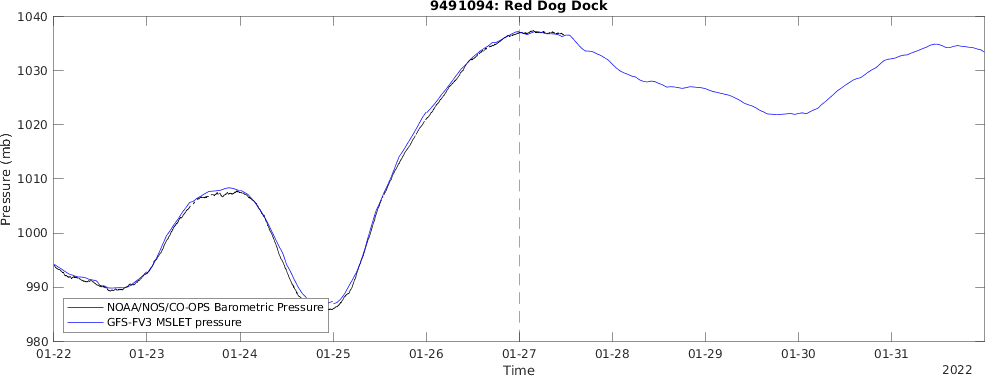 9491094: Red Dog Dock
1040
1030
1020
1010
1000
990
980
Pressure (mb)
NOAA/NOS/CO-OPS Barometric Pressure
GFS-FV3 MSLET pressure
01-22 01-23 01-24 01-25 01-26 01-27 01-28 01-29 01-30 01-31
Time
2022